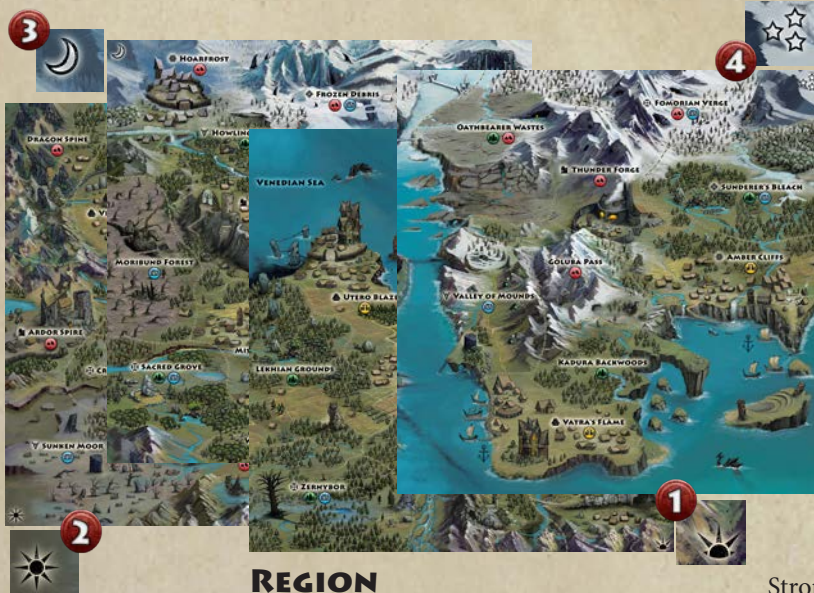 3
4
HOARFROST
FROZEN DEBRIS
FOMORIAN VERGE
OATHBEARER WASTES
DRAGON SPINE
HOWLING
THUNDER FORGE
VENEDIAN SEA
SUNDERER'S BLEACH
MORIBUND FOREST
GOLUBA PASS
AMBER CLIFFS
UTERO BLAZE
VALLEY OF MOUNDS
ARDOR SPIRE
SACRED GROVE
LEKHIAN GROUNDS
KADURA BACKWOODS
VATRA'S FLAME
SUNKEN MOOR
ZERNYBOR
1
2
REGION
Stron